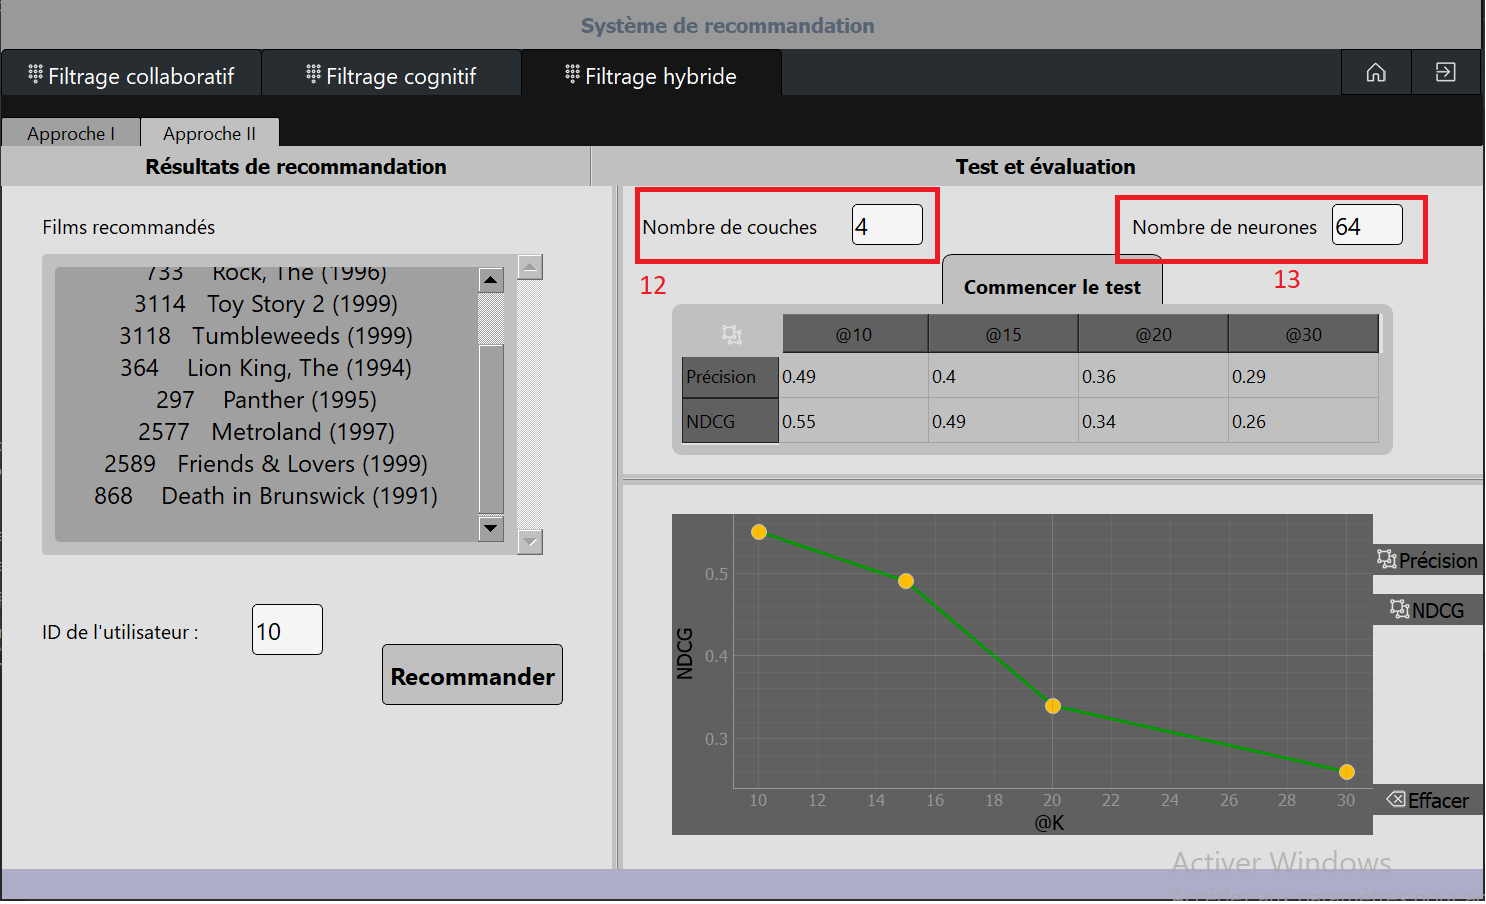 Système de recommandation
Filtrage collaboratif
Filtrage cognitif
Filtrage hybride
Approche I
Approche II
Résultats de recommandation
Films recommandés
733 Rock, The (1996)
3114 Toy Story 2 (1999)
3118 Tumbleweeds (1999)
364 Lion King, The (1994)
297 Panther (1995)
2577 Metroland (1997)
2589 Friends & Lovers (1999)
868 Death in Brunswick (1991)
ID de l'utilisateur : 10
Recommander
Test et évaluation
Nombre de couches 4
Nombre de neurones 64
12
13
Commencer le test
@10 @15 @20 @30
Précision 0.49 0.4 0.36 0.29
NDCG 0.55 0.49 0.34 0.26
NDCG
0.5
0.4
0.3
10 12 14 16 18 20 22 24 26 28 30
@K
Précision
NDCG
Effacer
Activer Windows